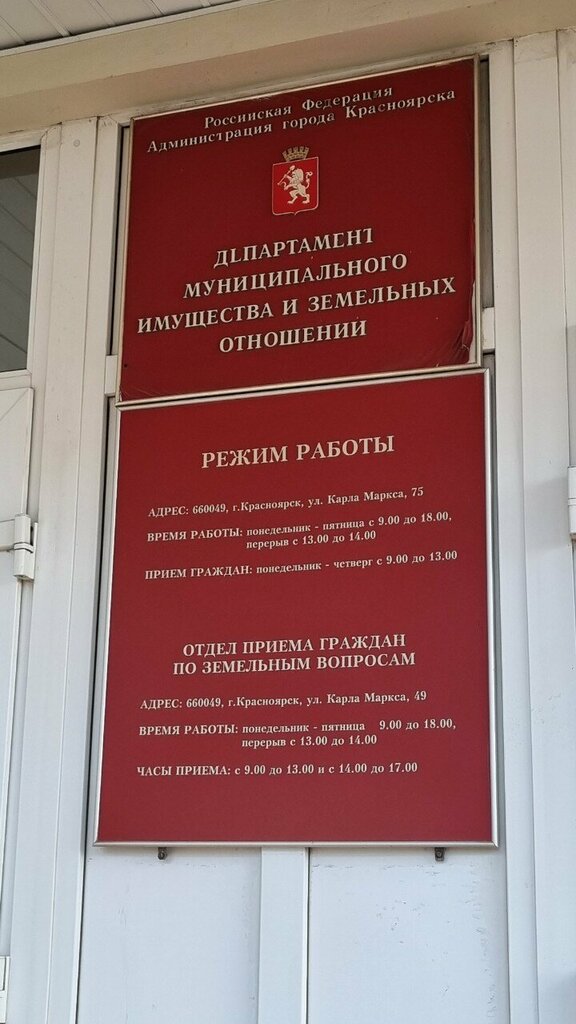 Российская Федерация
Администрация города Красноярска
ДЕПАРТАМЕНТ
МУНИЦИПАЛЬНОГО
ИМУЩЕСТВА И ЗЕМЕЛЬНЫХ
ОТНОШЕНИЙ
РЕЖИМ РАБОТЫ
АДРЕС: 660049, г.Красноярск, ул. Карла Маркса, 75
ВРЕМЯ РАБОТЫ: понедельник - пятница с 9.00 до 18.00,
перерыв с 13.00 до 14.00
ПРИЕМ ГРАЖДАН: понедельник - четверг с 9.00 до 13.00
ОТДЕЛ ПРИЕМА ГРАЖДАН
ПО ЗЕМЕЛЬНЫМ ВОПРОСАМ
АДРЕС: 660049, г.Красноярск, ул. Карла Маркса, 49
ВРЕМЯ РАБОТЫ: понедельник - пятница 9.00 до 18.00,
перерыв с 13.00 до 14.00
ЧАСЫ ПРИЕМА: с 9.00 до 13.00 и с 14.00 до 17.00